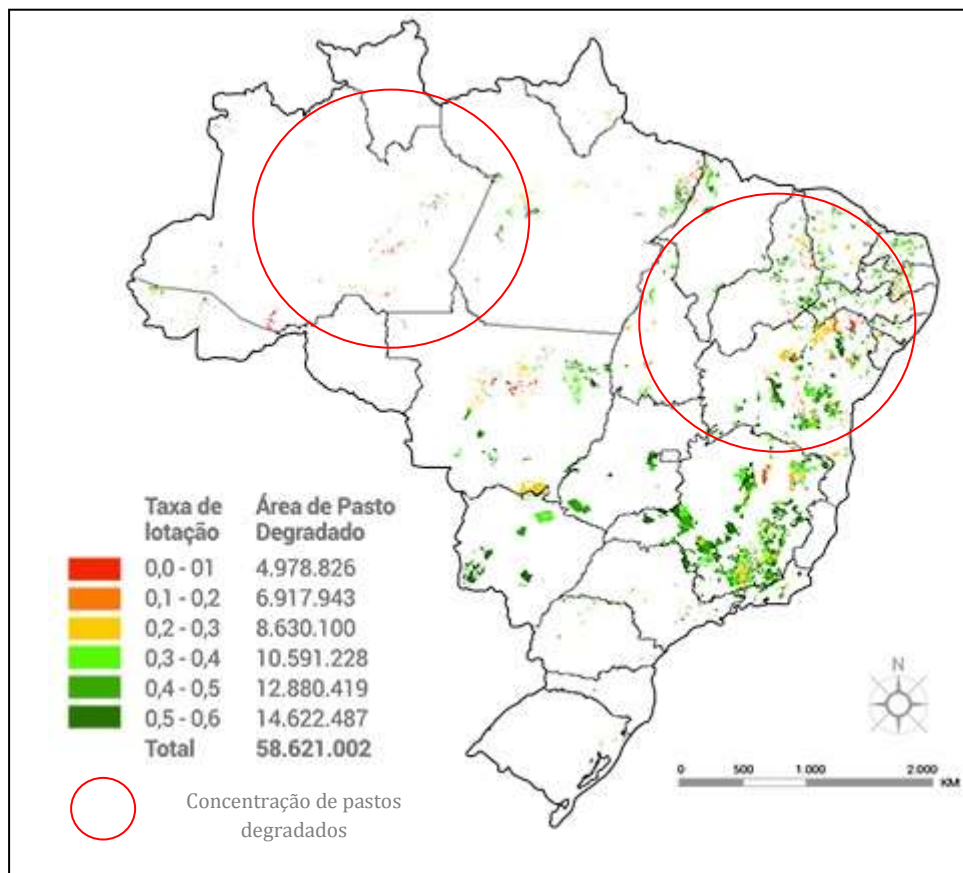 Taxa de lotação Área de Pasto Degradado
0,0 - 01 4.978.826
0,1 - 0,2 6.917.943
0,2 - 0,3 8.630.100
0,3 - 0,4 10.591.228
0,4 - 0,5 12.880.419
0,5 - 0,6 14.622.487
Total 58.621.002
Concentração de pastos
degradados
N
0 500 1.000 2.000
KM